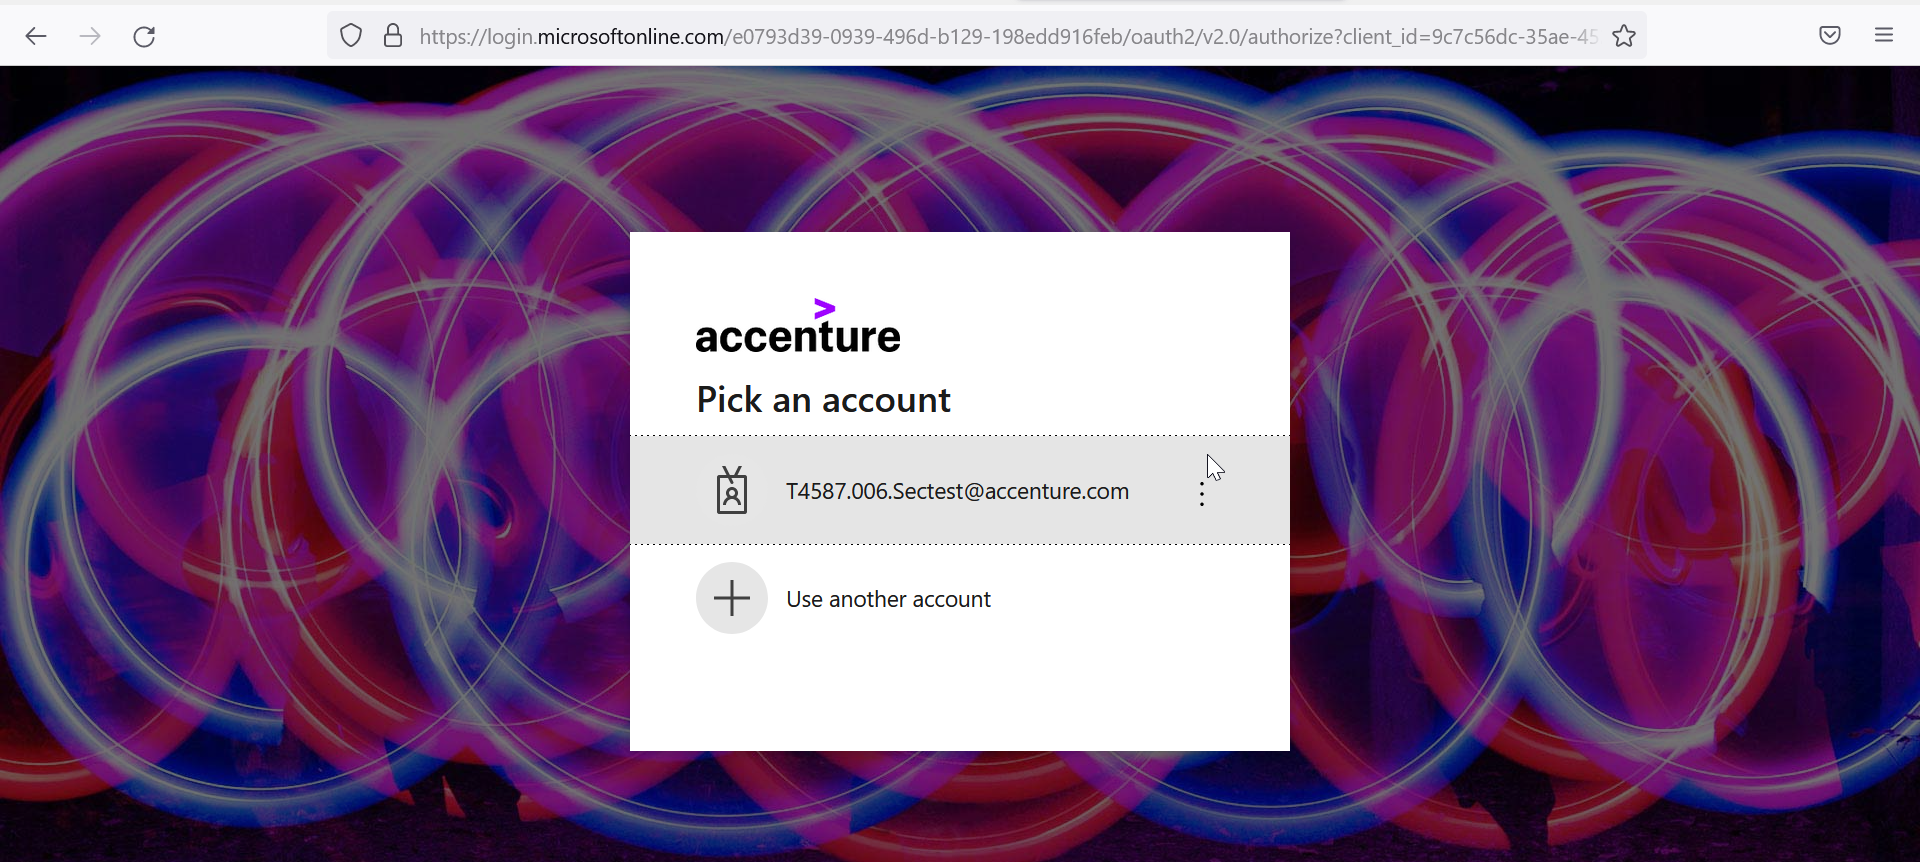 https://login.microsoftonline.com/e0793d39-0939-496d-b129-198edd916feb/oauth2/v2.0/authorize?client_id=9c7c56dc-35ae-45
accenture
Pick an account
T4587.006.Sectest@accenture.com
Use another account